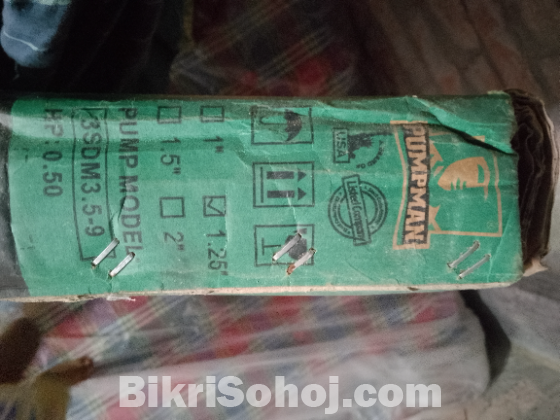 PUMPMAN
USA
1" 1.25"
1.5" 2"
PUMP MODEL
3SDM3.5-9
HP: 0.50
BikriSohoj.com